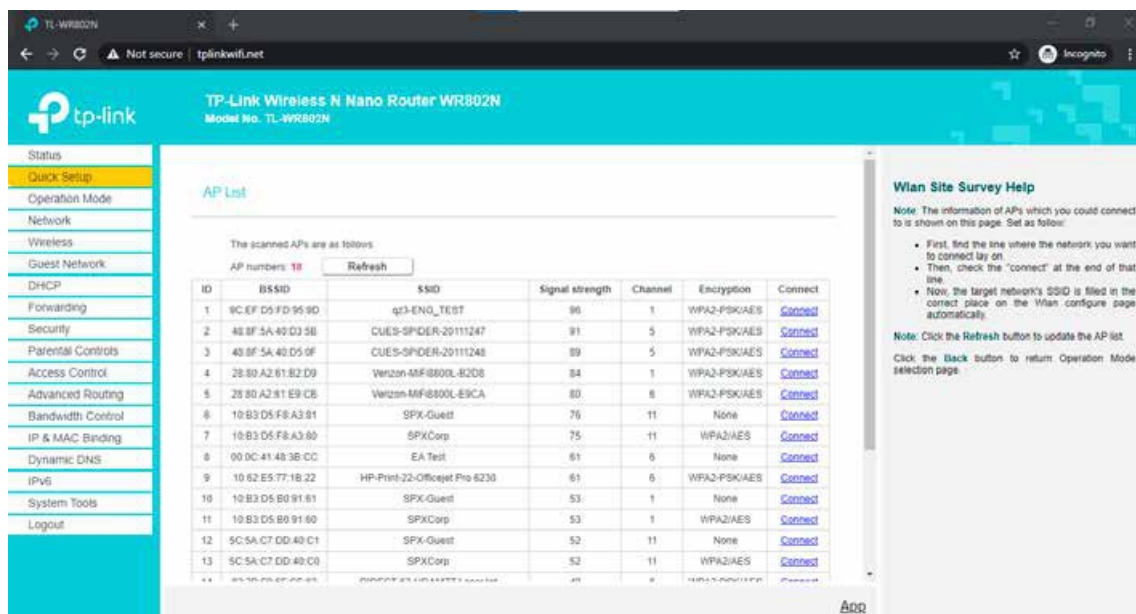 TL-WR802N
Not secure | tplinkwifi.net
Incognito
tp-link
TP-Link Wireless N Nano Router WR802N
Model No. TL-WR802N
Status
Quick Setup
Operation Mode
Network
Wireless
Guest Network
DHCP
Forwarding
Security
Parental Controls
Access Control
Advanced Routing
Bandwidth Control
IP & MAC Binding
Dynamic DNS
IPv6
System Tools
Logout
AP List
The scanned APs are as follows
AP numbers: 18 Refresh
ID BSSID SSID Signal strength Channel Encryption Connect
1 9C:EF:D5:FD:95:9D qz3-ENG_TEST 96 1 WPA2-PSK/AES Connect
2 48:8F:5A:40:D3:5B CUES-SPIDER-20111247 91 5 WPA2-PSK/AES Connect
3 48:8F:5A:40:D5:0F CUES-SPIDER-20111248 89 5 WPA2-PSK/AES Connect
4 28:80:A2:61:B2:D9 Verizon-MiFi8800L-B2D8 84 1 WPA2-PSK/AES Connect
5 28:80:A2:81:E9:CB Verizon-MiFi8800L-E9CA 80 6 WPA2-PSK/AES Connect
6 10:B3:D5:F8:A3:81 SPX-Guest 76 11 None Connect
7 10:B3:D5:F8:A3:80 SPXCorp 75 11 WPA2/AES Connect
8 00:0C:41:48:3B:CC EA Test 61 6 None Connect
9 10:62:E5:77:1B:22 HP-Print-22-Officejet Pro 6230 61 6 WPA2-PSK/AES Connect
10 10:B3:D5:B0:91:61 SPX-Guest 53 1 None Connect
11 10:B3:D5:B0:91:60 SPXCorp 53 1 WPA2/AES Connect
12 5C:5A:C7:DD:40:C1 SPX-Guest 52 11 None Connect
13 5C:5A:C7:DD:40:C0 SPXCorp 52 11 WPA2/AES Connect
App
Wlan Site Survey Help
Note: The information of APs which you could connect
to is shown on this page. Set as follow:
First, find the line where the network you want
to connect lay on.
Then, check the "connect" at the end of that
line.
Now, the target network's SSID is filled in the
correct place on the Wlan configure page
automatically.
Note: Click the Refresh button to update the AP list
Click the Back button to return Operation Mode
selection page.